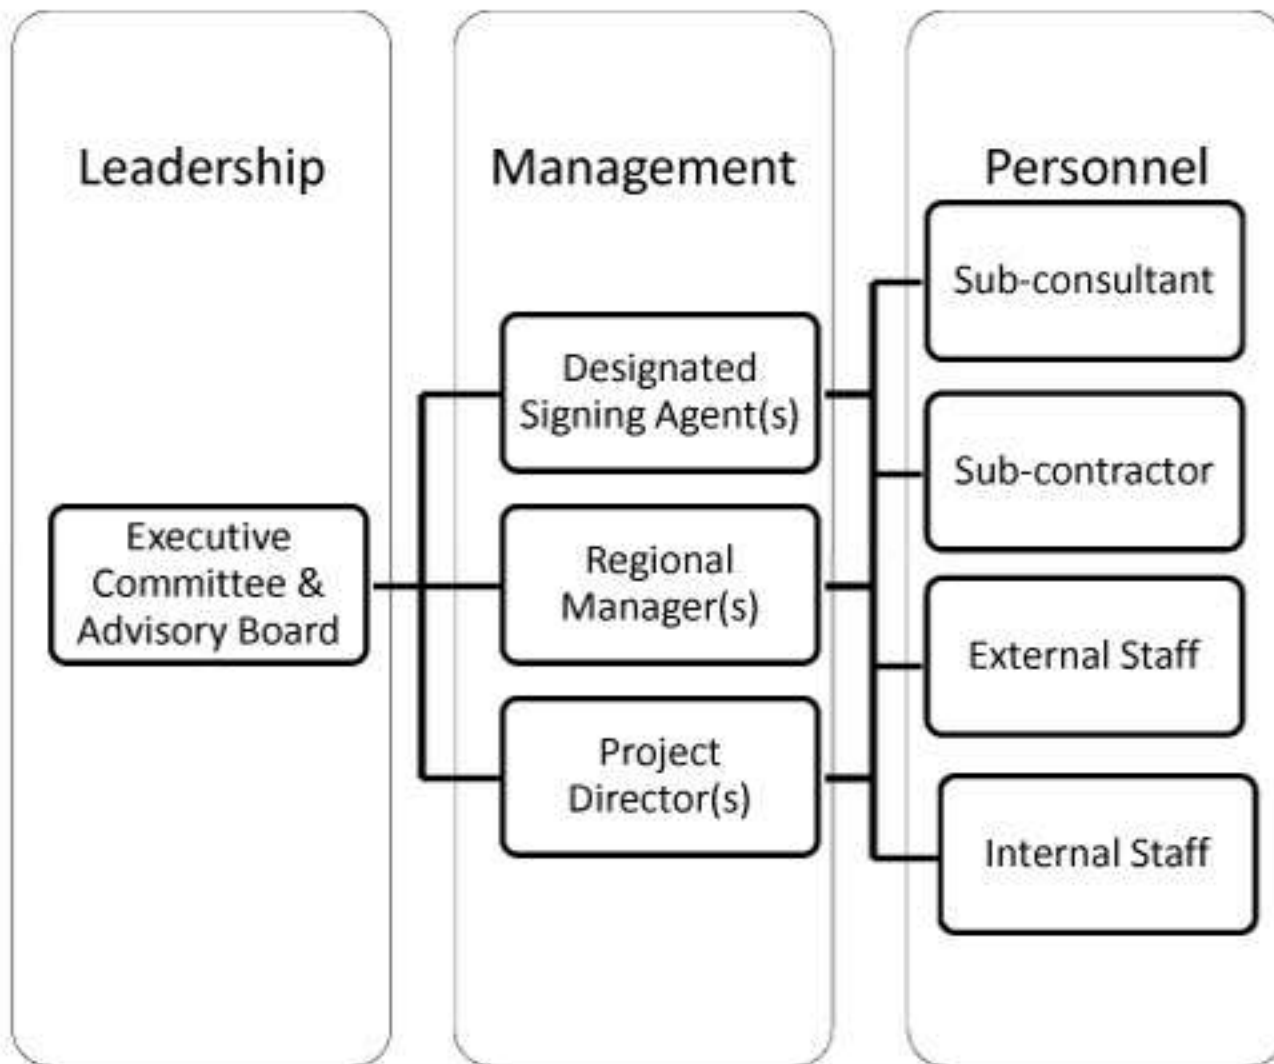 Leadership
Executive
Committee &
Advisory Board
Management
Designated
Signing Agent(s)
Regional
Manager(s)
Project
Director(s)
Personnel
Sub-consultant
Sub-contractor
External Staff
Internal Staff